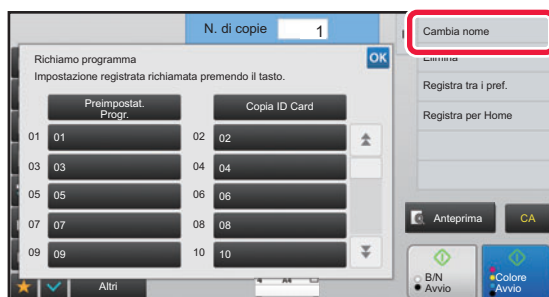 N. di copie 1
Cambia nome
Elimina
Registra tra i pref.
Registra per Home
Richiamo programma
OK
Impostazione registrata richiamata premendo il tasto.
Preimpostat.
Progr.
Copia ID Card
01 01
02 02
03 03
04 04
05 05
06 06
07 07
08 08
09 09
10 10
Anteprima
CA
B/N
Avvio
Colore
Avvio
Altri
A4